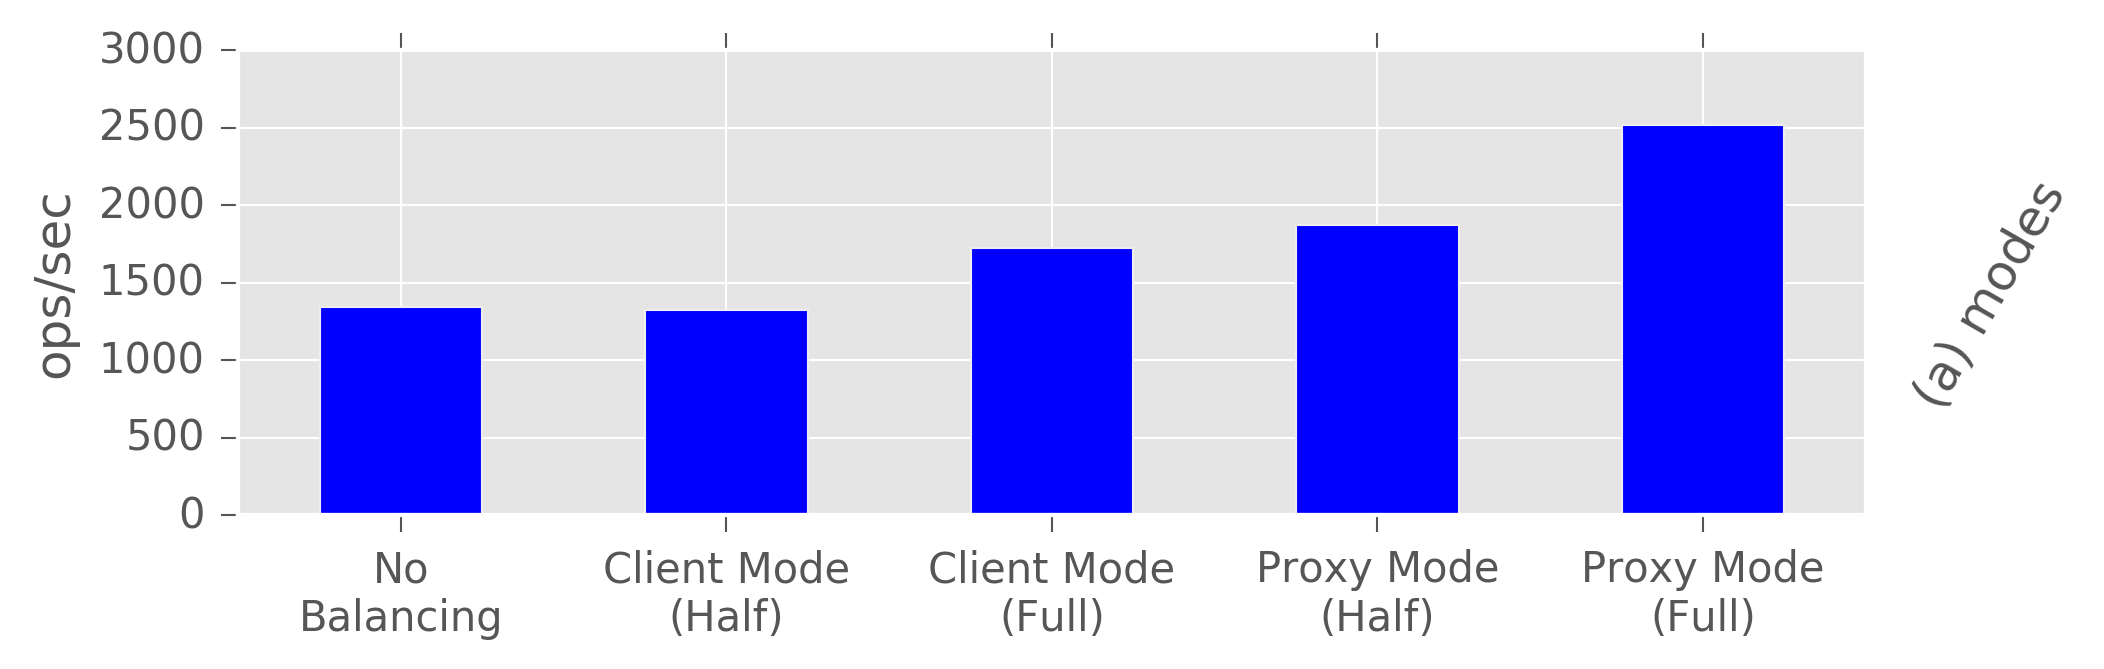 3000
2500
2000
1500
1000
500
0
ops/sec
No
Balancing
Client Mode
(Half)
Client Mode
(Full)
Proxy Mode
(Half)
Proxy Mode
(Full)
(a) modes